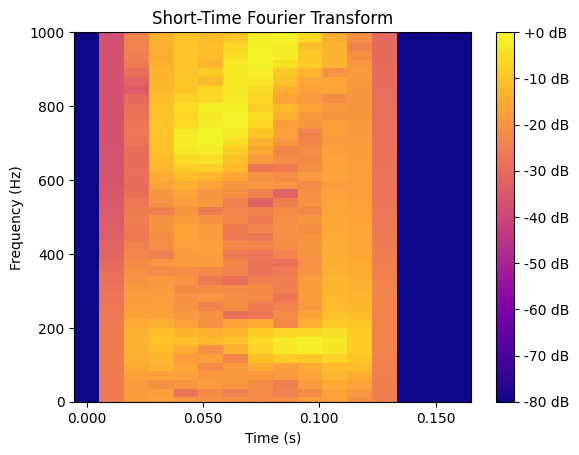 Short-Time Fourier Transform
1000
800
600
400
200
0
Frequency (Hz)
0.000
0.050
0.100
0.150
Time (s)
+0 dB
-10 dB
-20 dB
-30 dB
-40 dB
-50 dB
-60 dB
-70 dB
-80 dB